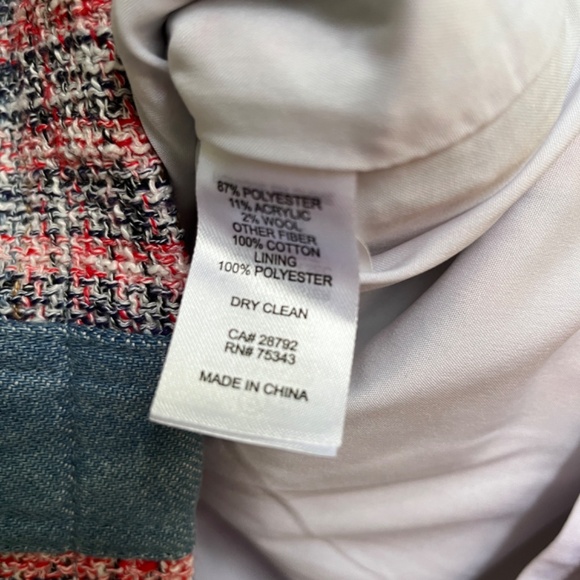 87% POLYESTER
11% ACRYLIC
2% WOOL
OTHER FIBER
100% COTTON
LINING
100% POLYESTER
DRY CLEAN
CA# 28792
RN# 75343
MADE IN CHINA